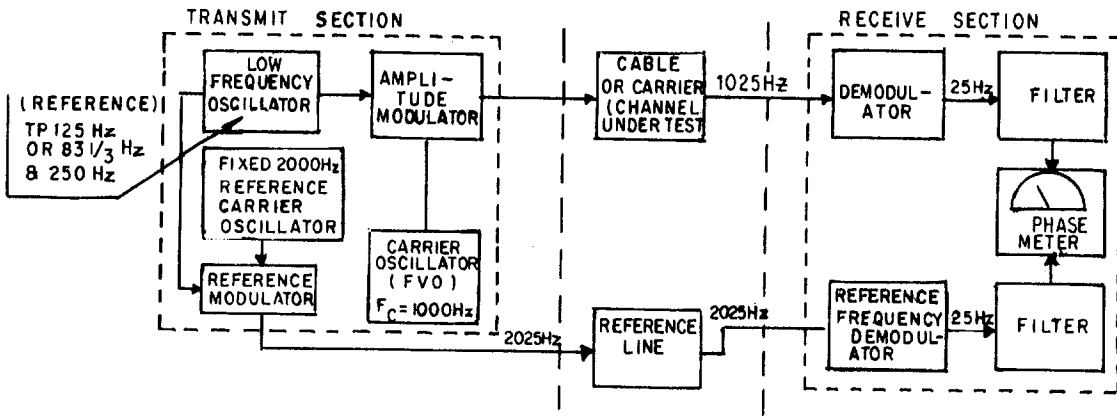 TRANSMIT SECTION
RECEIVE SECTION
(REFERENCE)
TP 125 Hz
OR 83 1/3 Hz
& 250 Hz
LOW
FREQUENCY
OSCILLATOR
AMPLI-
TUDE
MODULATOR
FIXED 2000Hz
REFERENCE
CARRIER
OSCILLATOR
REFERENCE
MODULATOR
CARRIER
OSCILLATOR
(FVO)
FC = 1000Hz
CABLE
OR CARRIER
(CHANNEL
UNDER TEST
1025Hz
2025Hz
REFERENCE
LINE
2025Hz
DEMODUL-
ATOR
25Hz
FILTER
PHASE
METER
REFERENCE
FREQUENCY
DEMODUL-
ATOR
25Hz
FILTER